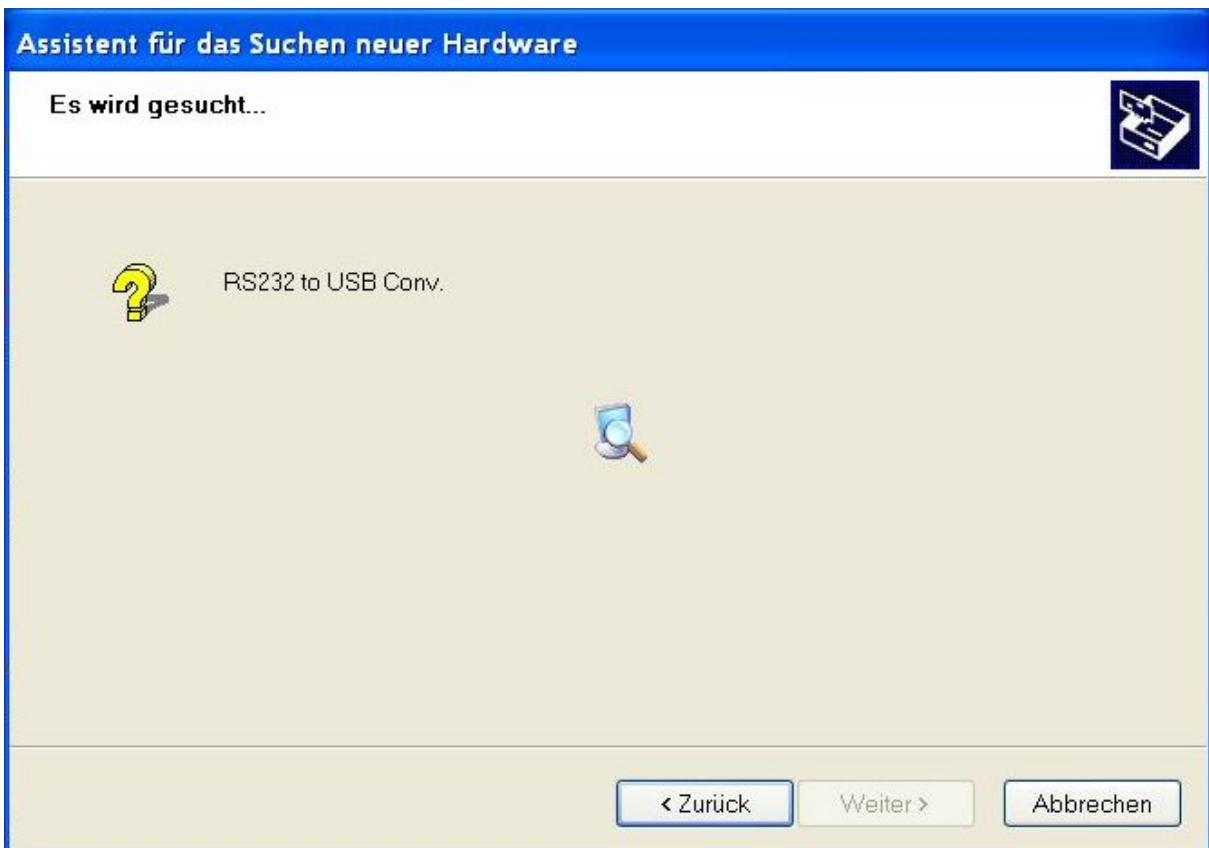 Assistent für das Suchen neuer Hardware
Es wird gesucht...
RS232 to USB Conv.
< Zurück
Weiter >
Abbrechen